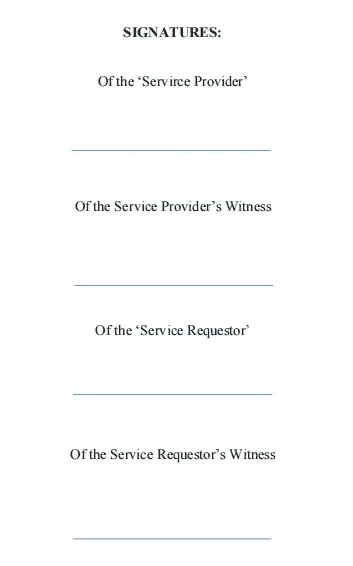 SIGNATURES:
Of the ‘Servirce Provider’
Of the Service Provider’s Witness
Of the ‘Service Requestor’
Of the Service Requestor’s Witness